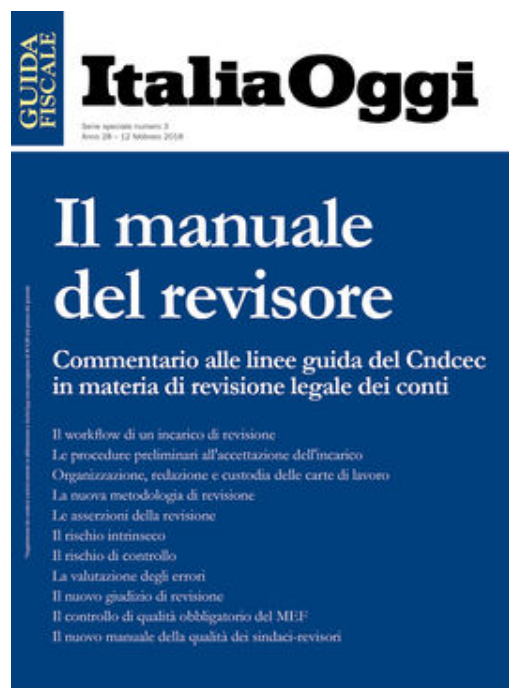 GUIDA
FISCALE
ItaliaOggi
Serie speciale numero 3
Anno 28 - 12 febbraio 2018
Il manuale
del revisore
Commentario alle linee guida del Cndcec
in materia di revisione legale dei conti
Il workflow di un incarico di revisione
Le procedure preliminari all'accettazione dell'incarico
Organizzazione, redazione e custodia delle carte di lavoro
La nuova metodologia di revisione
Le asserzioni della revisione
Il rischio intrinseco
Il rischio di controllo
La valutazione degli errori
Il nuovo giudizio di revisione
Il controllo di qualità obbligatorio del MEF
Il nuovo manuale della qualità dei sindaci-revisori